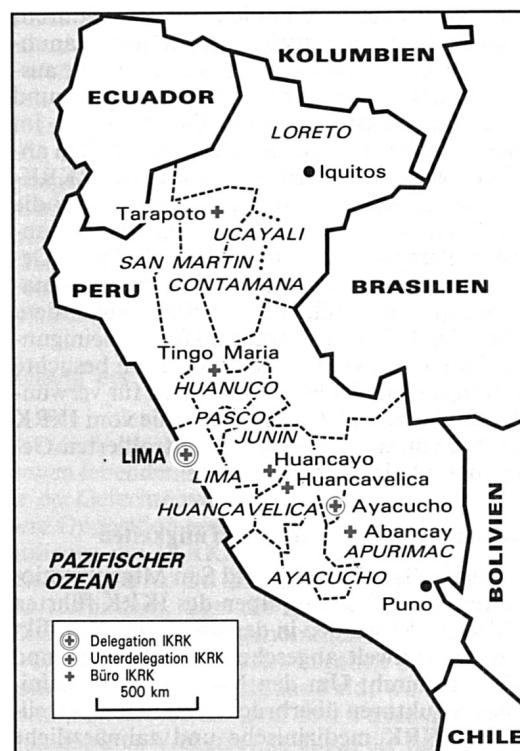 KOLUMBIEN
ECUADOR
LORETO
Iquitos
Tarapoto
UCAYALI
SAN MARTIN
CONTAMANA
PERU
BRASILIEN
Tingo Maria
HUANUCO
PASCO
JUNIN
LIMA
Huancayo
LIMA
Huancavelica
HUANCAVELICA
Ayacucho
Abancay
APURIMAC
PAZIFISCHER
OZEAN
AYACUCHO
BOLIVIEN
Puno
Delegation IKRK
Unterdelegation IKRK
Büro IKRK
500 km
CHILE